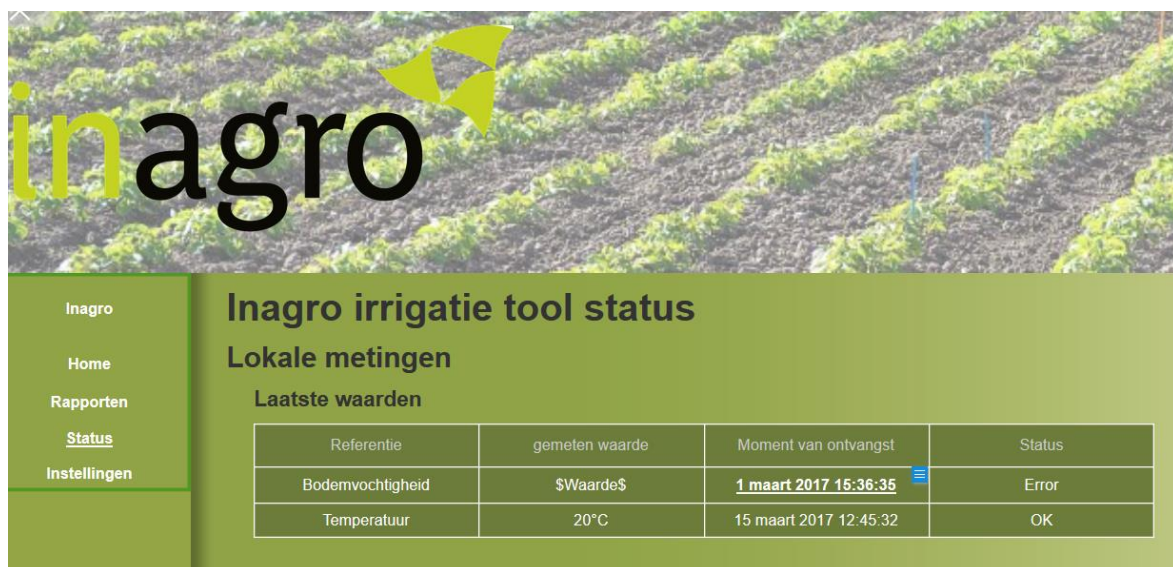 inagro
Inagro
Home
Rapporten
Status
Instellingen
Inagro irrigatie tool status
Lokale metingen
Laatste waarden
Referentie gemeten waarde Moment van ontvangst Status
Bodemvochtigheid $Waarde$ 1 maart 2017 15:36:35 Error
Temperatuur 20°C 15 maart 2017 12:45:32 OK